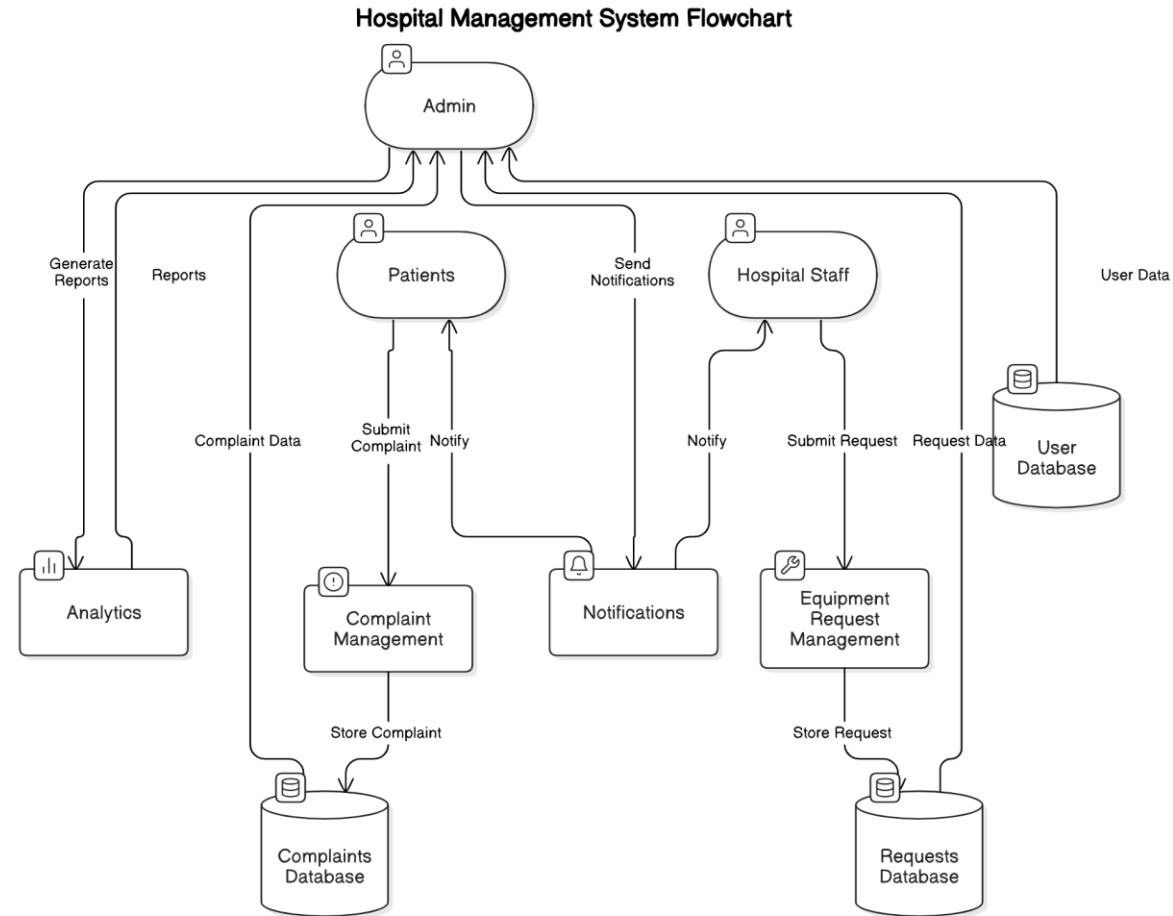 Hospital Management System Flowchart
Admin
Generate
Reports
Reports
Patients
Send
Notifications
Hospital Staff
User Data
Complaint Data
Submit
Complaint
Notify
Notify
Submit Request
Request Data
User
Database
Analytics
Complaint
Management
Notifications
Equipment
Request
Management
Store Complaint
Store Request
Complaints
Database
Requests
Database